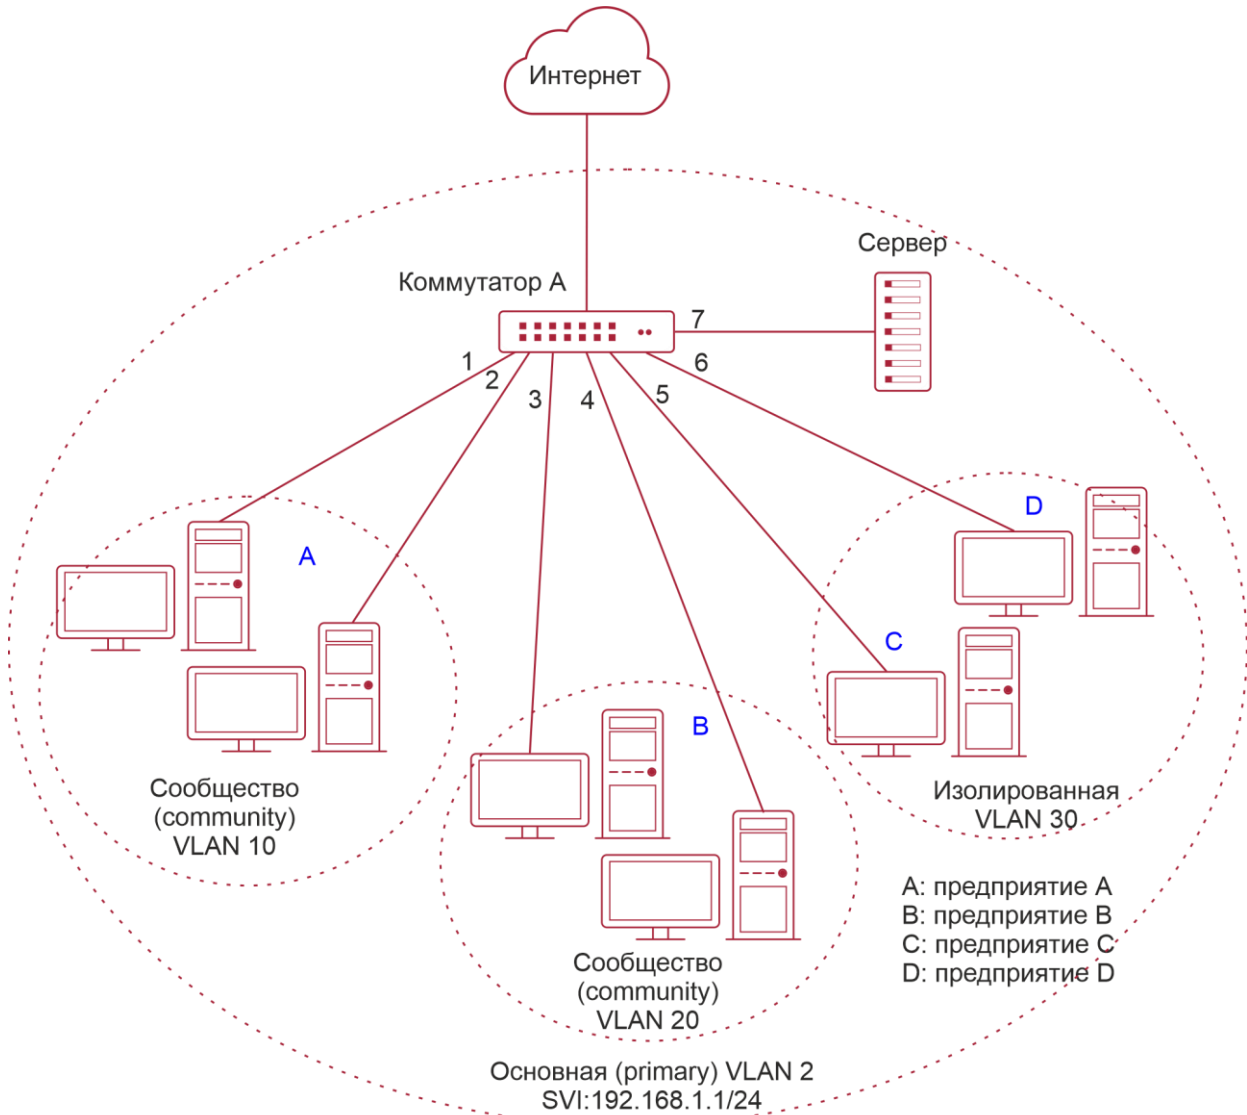 Интернет
Сервер
Коммутатор А
7
1
2
3
4
5
6
D
A
C
B
Сообщество
(community)
VLAN 10
Изолированная
VLAN 30
A: предприятие A
B: предприятие B
C: предприятие C
D: предприятие D
Сообщество
(community)
VLAN 20
Основная (primary) VLAN 2
SVI:192.168.1.1/24